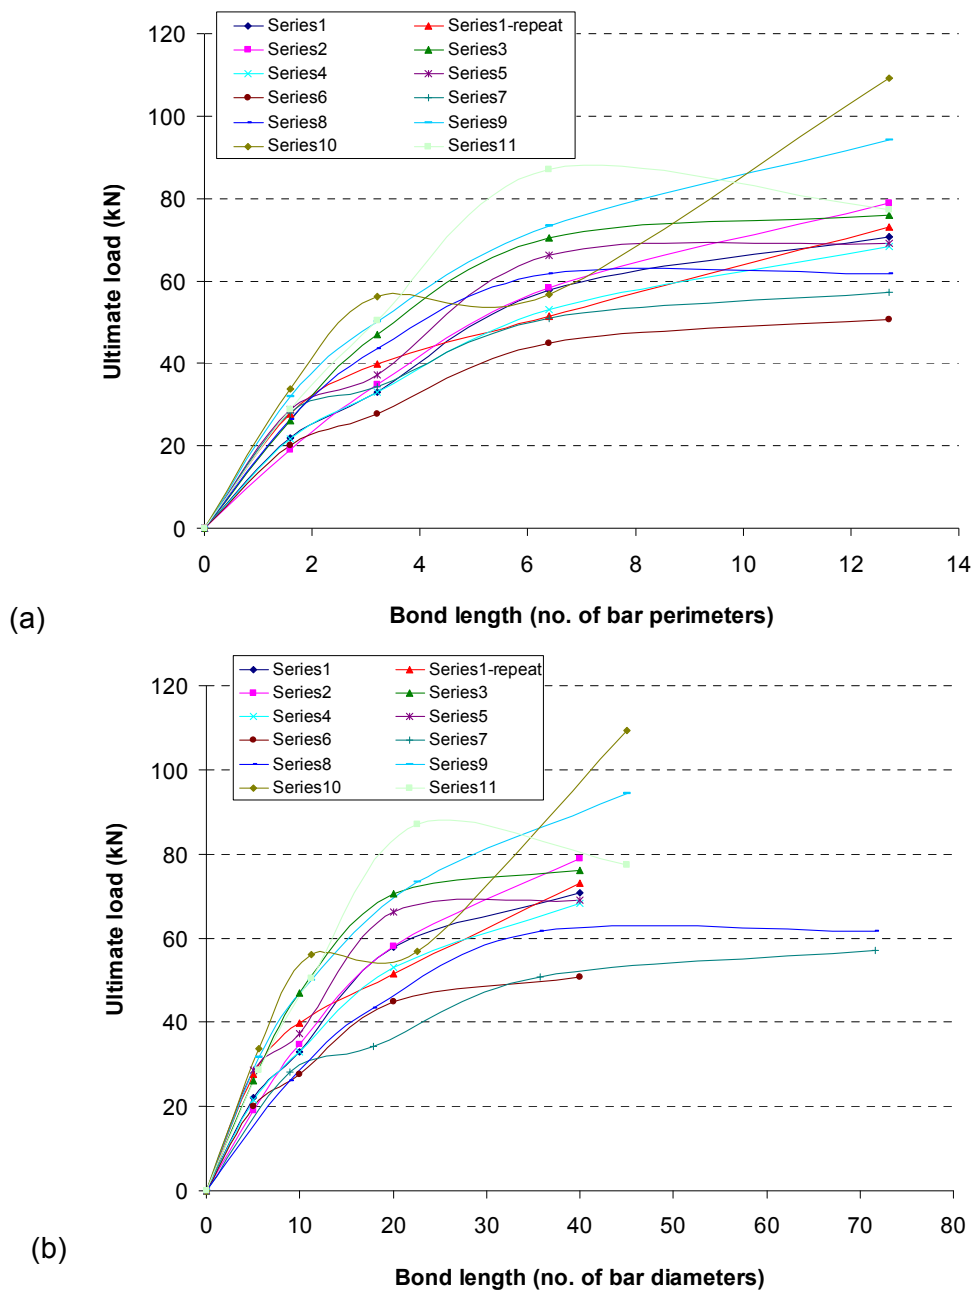 120
100
80
60
40
20
0
Ultimate load (kN)
Series1 Series1-repeat
Series2 Series3
Series4 Series5
Series6 Series7
Series8 Series9
Series10 Series11
0 2 4 6 8 10 12 14
(a)
Bond length (no. of bar perimeters)
120
100
80
60
40
20
0
Ultimate load (kN)
Series1 Series1-repeat
Series2 Series3
Series4 Series5
Series6 Series7
Series8 Series9
Series10 Series11
0 10 20 30 40 50 60 70 80
(b)
Bond length (no. of bar diameters)